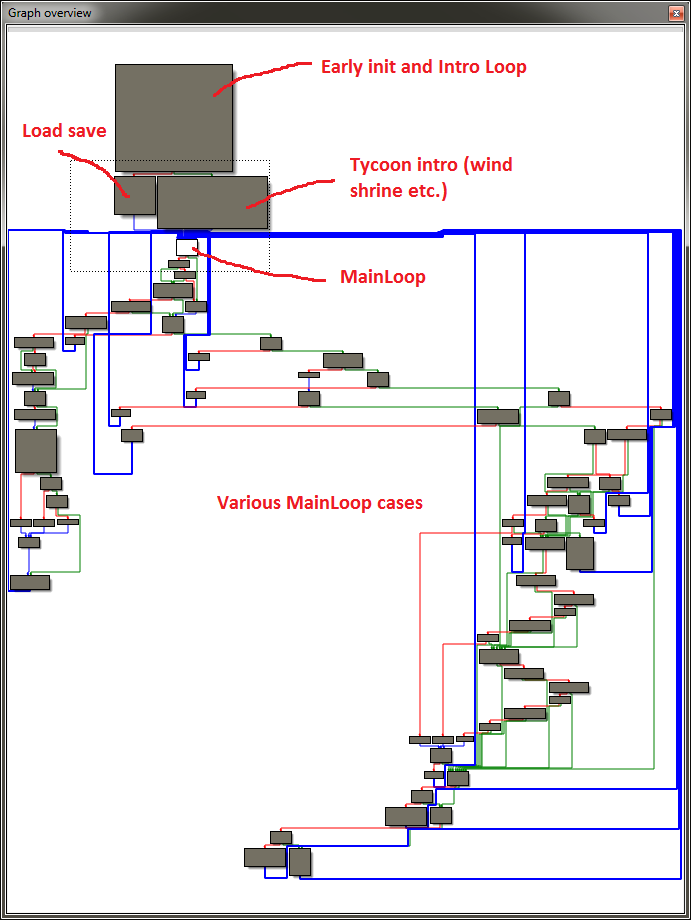 Graph overview
Early init and Intro Loop
Load save
Tycoon intro (wind
shrine etc.)
MainLoop
Various MainLoop cases